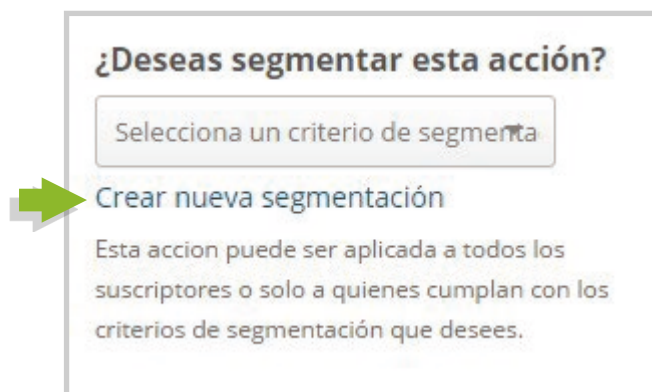 ¿Deseas segmentar esta acción?
Selecciona un criterio de segmenta
Crear nueva segmentación
Esta accion puede ser aplicada a todos los
suscriptores o solo a quienes cumplan con los
criterios de segmentación que desees.